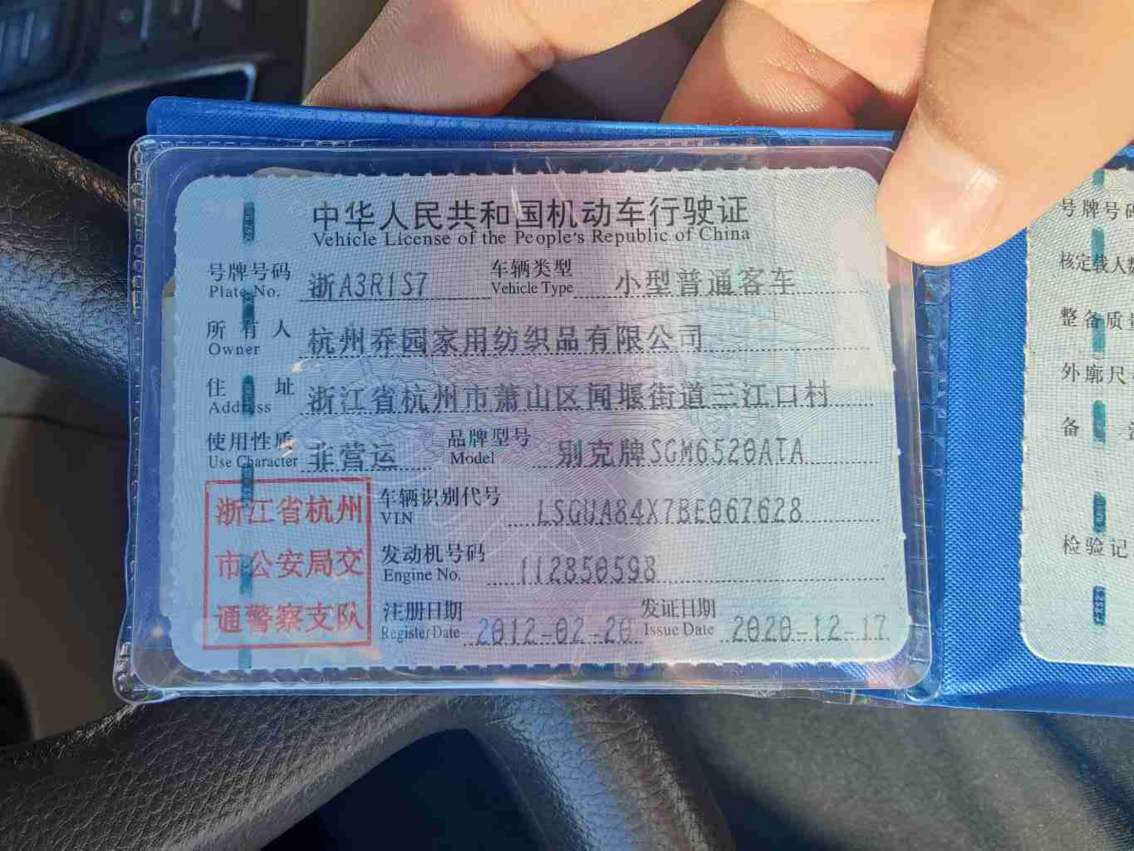 中华人民共和国机动车行驶证
Vehicle License of the People's Republic of China
号牌号码 浙A3R1S7 车辆类型 小型普通客车
Plate No. Vehicle Type
所有人 杭州乔园家用纺织品有限公司
Owner
住址 浙江省杭州市萧山区闻堰街道三江口村
Address
使用性质 非营运 品牌型号 别克牌SGM6520ATA
Use Character Model
浙江省杭州
市公安局交
通警察支队
车辆识别代号 LSGUA84X7BE067628
VIN
发动机号码 112850598
Engine No.
注册日期 2012-02-20 发证日期 2020-12-17
Register Date Issue Date
号牌号码
核定载人数
整备质量
外廓尺
备
检验记